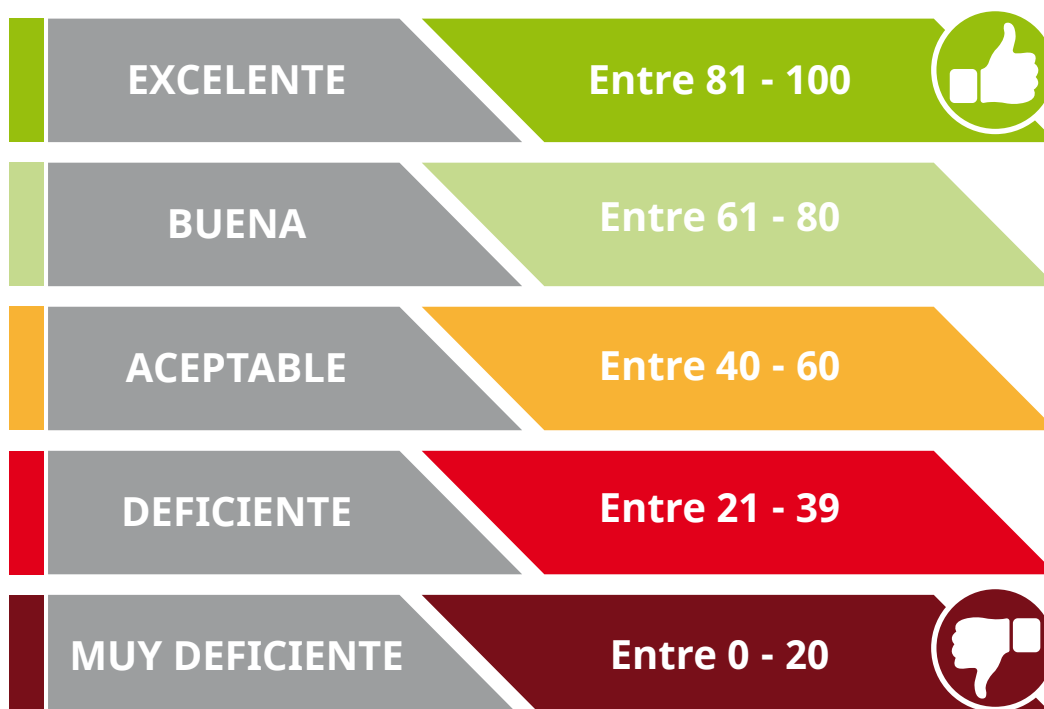 EXCELENTE Entre 81 - 100
BUENA Entre 61 - 80
ACEPTABLE Entre 40 - 60
DEFICIENTE Entre 21 - 39
MUY DEFICIENTE Entre 0 - 20